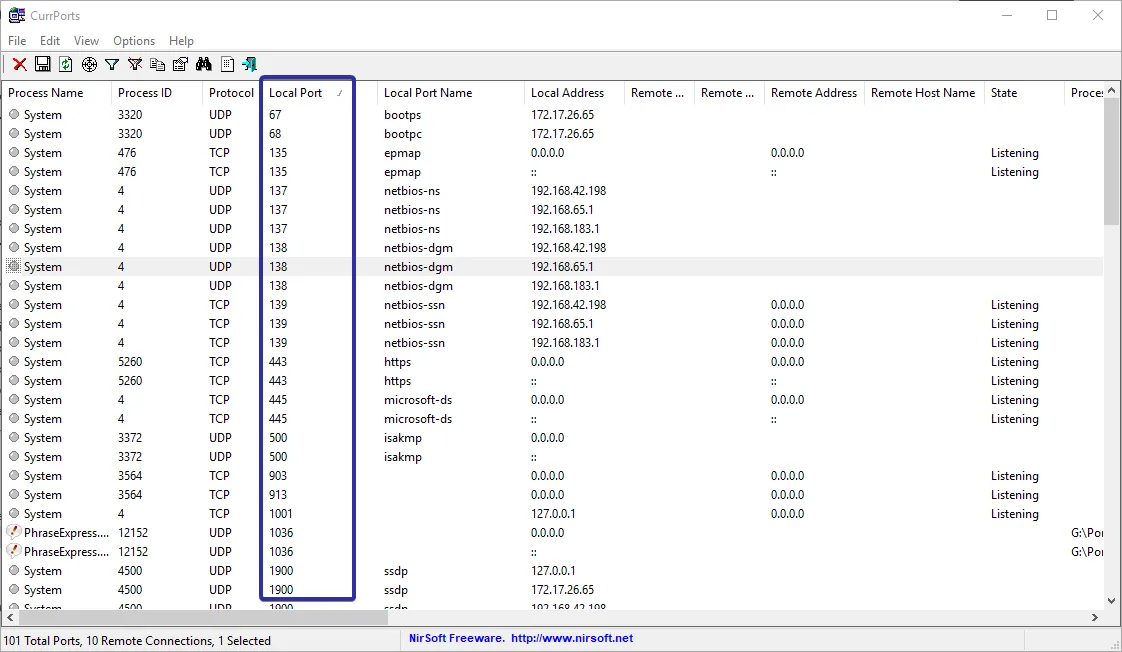 CurrPorts
File Edit View Options Help
Process Name Process ID Protocol Local Port Local Port Name Local Address Remote ... Remote ... Remote Address Remote Host Name State Proces
System 3320 UDP 67 bootps 172.17.26.65
System 3320 UDP 68 bootpc 172.17.26.65
System 476 TCP 135 epmap 0.0.0.0 0.0.0.0 Listening
System 476 TCP 135 epmap :: :: Listening
System 4 UDP 137 netbios-ns 192.168.42.198
System 4 UDP 137 netbios-ns 192.168.65.1
System 4 UDP 137 netbios-ns 192.168.183.1
System 4 UDP 138 netbios-dgm 192.168.42.198
System 4 UDP 138 netbios-dgm 192.168.65.1
System 4 UDP 138 netbios-dgm 192.168.183.1
System 4 TCP 139 netbios-ssn 192.168.42.198 0.0.0.0 Listening
System 4 TCP 139 netbios-ssn 192.168.65.1 0.0.0.0 Listening
System 4 TCP 139 netbios-ssn 192.168.183.1 0.0.0.0 Listening
System 5260 TCP 443 https 0.0.0.0 0.0.0.0 Listening
System 5260 TCP 443 https :: :: Listening
System 4 TCP 445 microsoft-ds 0.0.0.0 0.0.0.0 Listening
System 4 TCP 445 microsoft-ds :: :: Listening
System 3372 UDP 500 isakmp 0.0.0.0
System 3372 UDP 500 isakmp ::
System 3564 TCP 903 0.0.0.0 0.0.0.0 Listening
System 3564 TCP 913 0.0.0.0 0.0.0.0 Listening
System 4 TCP 1001 127.0.0.1 0.0.0.0 Listening
PhraseExpress.... 12152 UDP 1036 0.0.0.0 G:\Por
PhraseExpress.... 12152 UDP 1036 :: G:\Por
System 4500 UDP 1900 ssdp 127.0.0.1
System 4500 UDP 1900 ssdp 172.17.26.65
System 4500 UDP 1900 ssdp 192.168.42.198
101 Total Ports, 10 Remote Connections, 1 Selected NirSoft Freeware. http://www.nirsoft.net